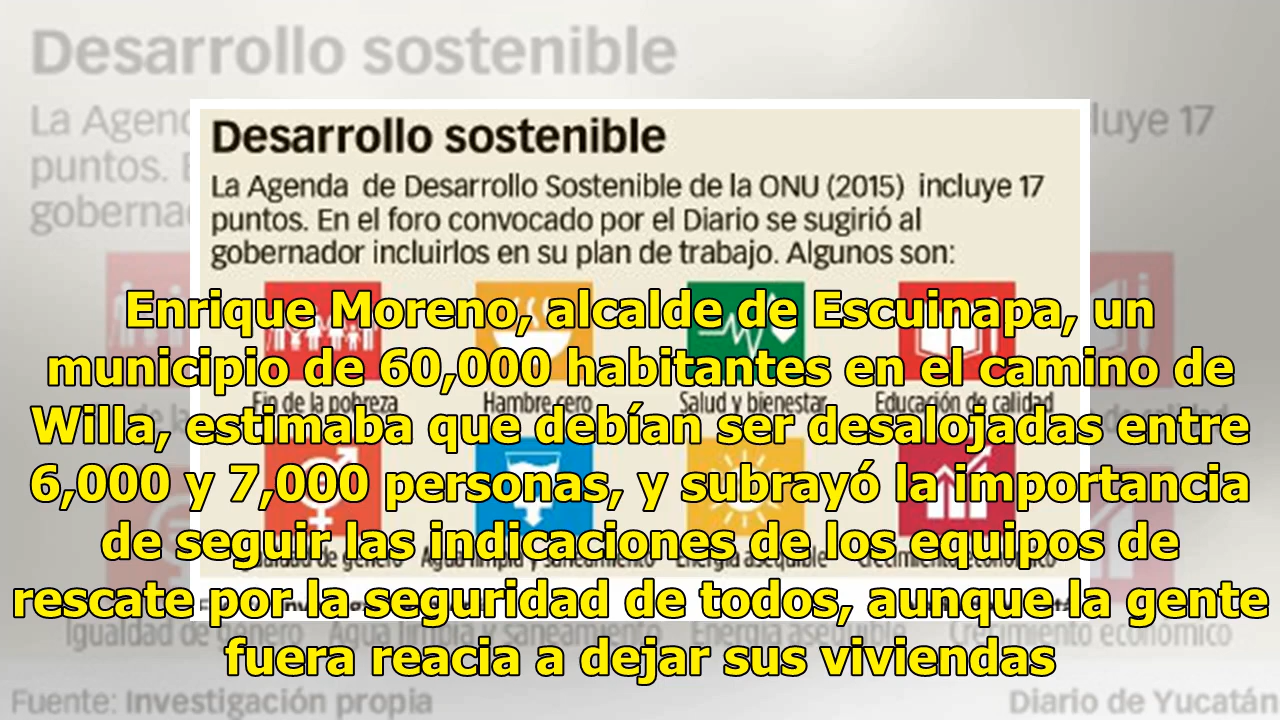 Desarrollo sostenible
La Agenda de Desarrollo Sostenible de la ONU (2015) incluye 17
puntos. En el foro convocado por el Diario se sugirió al
gobernador incluirlos en su plan de trabajo. Algunos son:
Enrique Moreno, alcalde de Escuinapa, un
municipio de 60,000 habitantes en el camino de
Willa, estimaba que debían ser desalojadas entre
6,000 y 7,000 personas, y subrayó la importancia
de seguir las indicaciones de los equipos de
rescate por la seguridad de todos, aunque la gente
fuera reacia a dejar sus viviendas
Fin de la pobreza Hambre cero Salud y bienestar Educación de calidad
Igualdad de género Agua limpia y saneamiento Energía asequible Crecimiento económico
Fuente: Investigación propia Diario de Yucatán